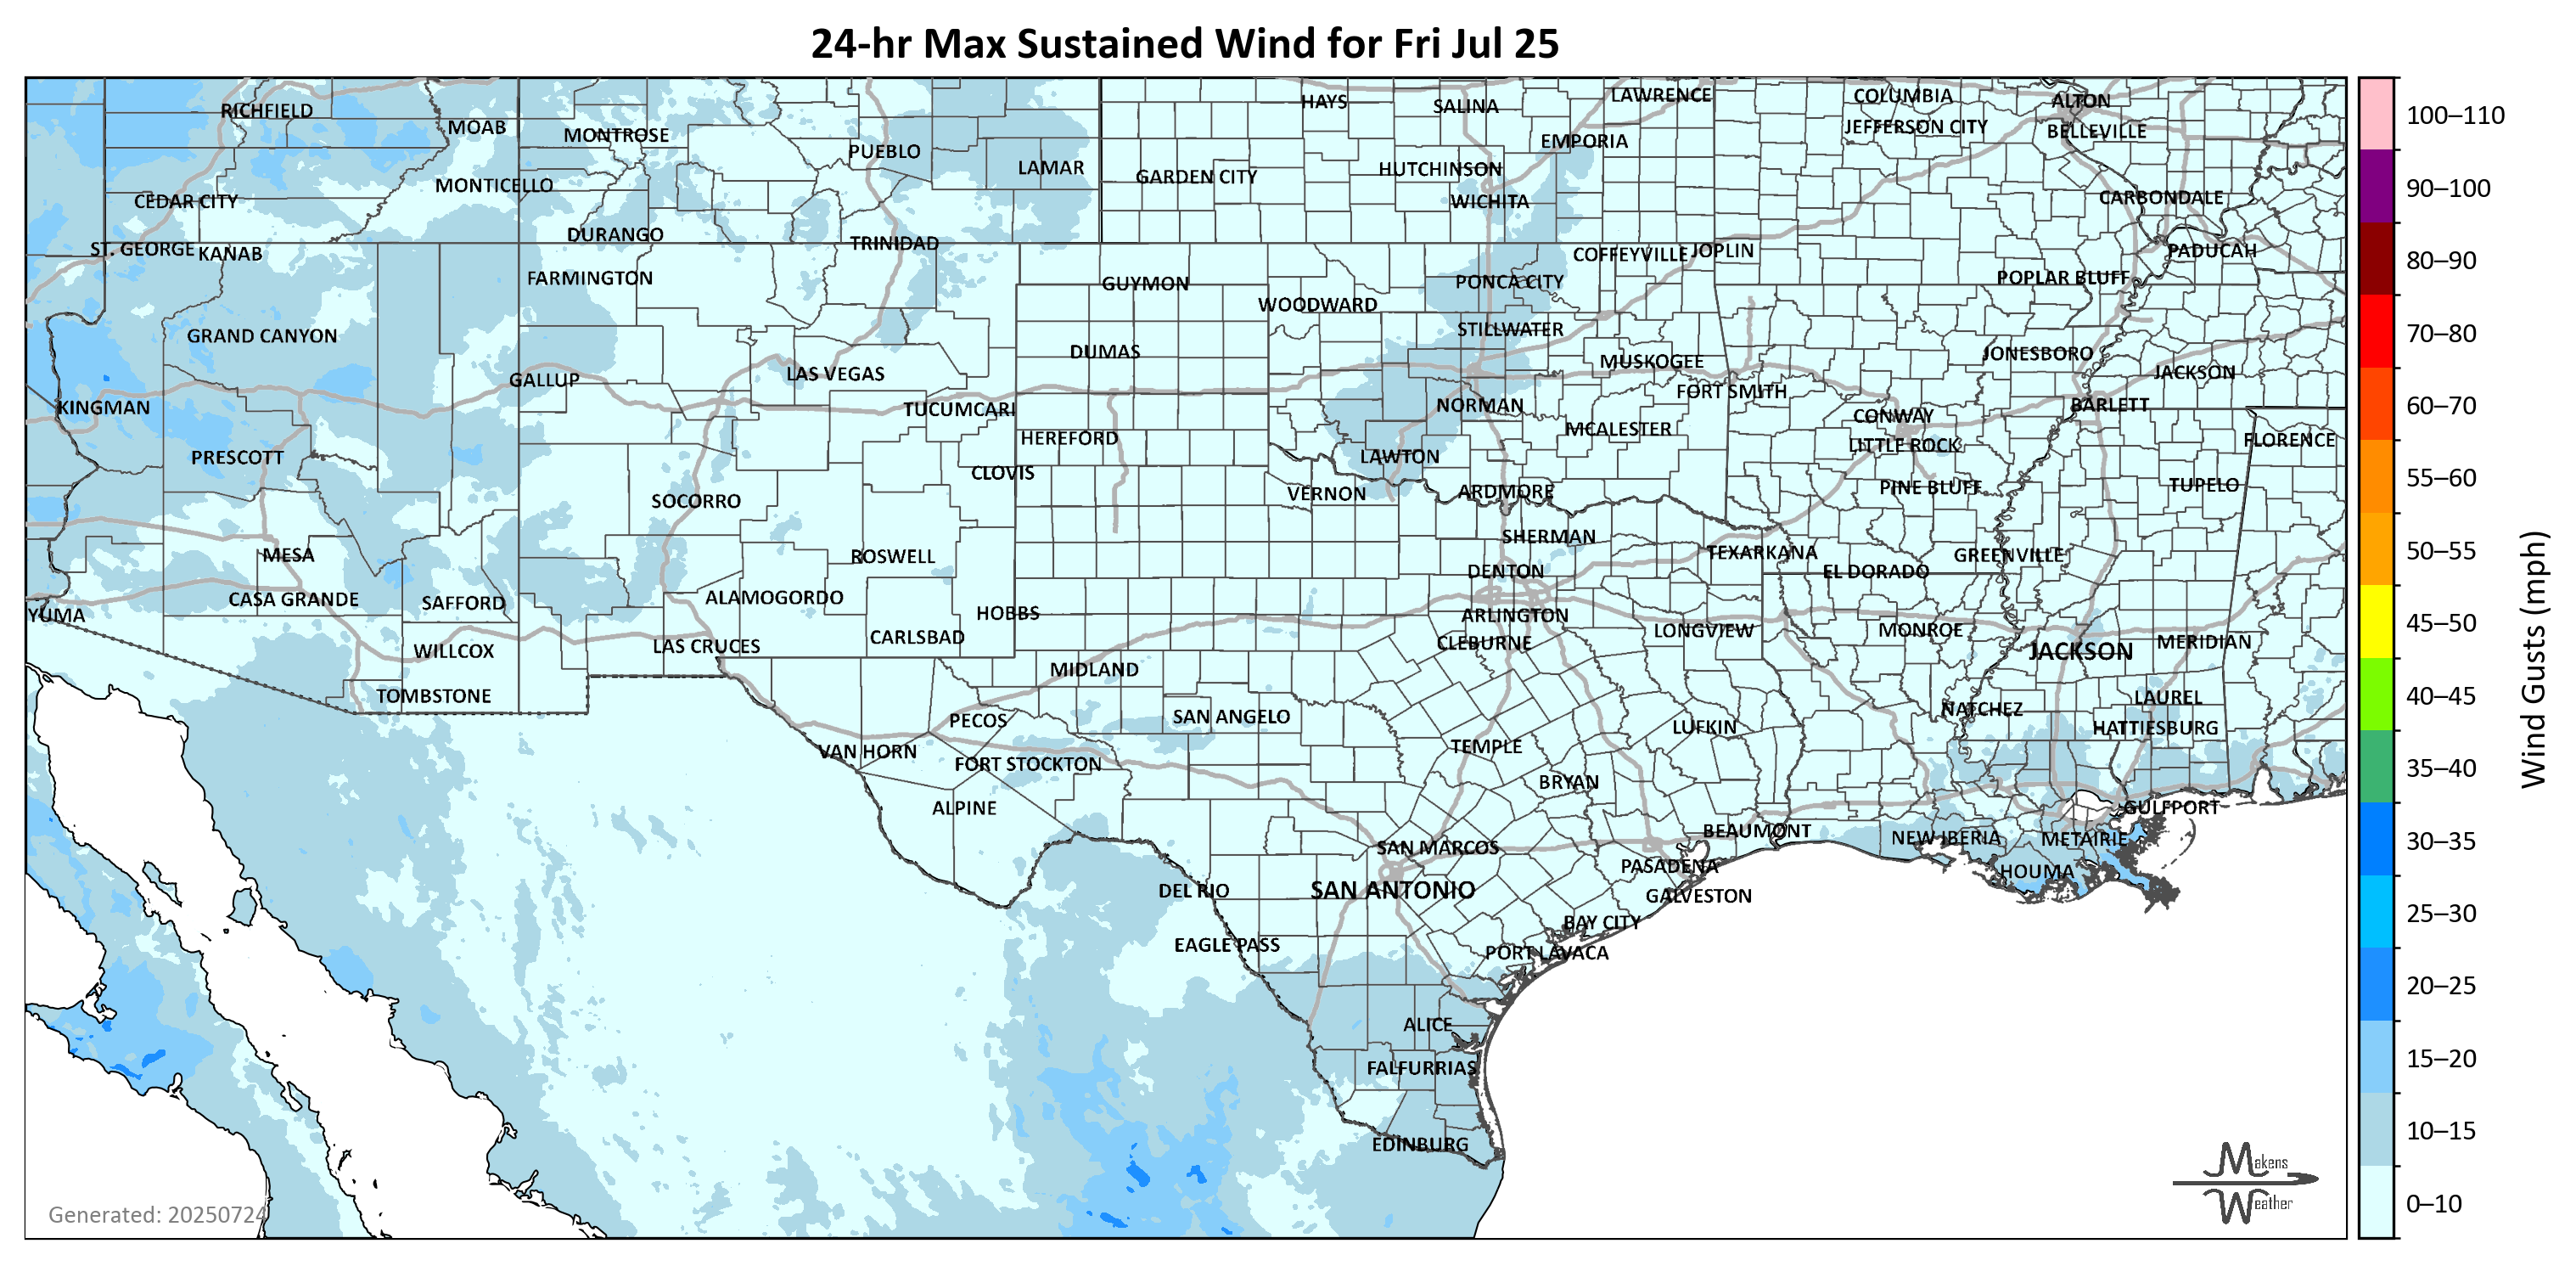 24-hr Max Sustained Wind for Fri Jul 25
RICHFIELD
MOAB
MONTROSE
PUEBLO
LAMAR
HAYS
SALINA
LAWRENCE
COLUMBIA
ALTON
GARDEN CITY
HUTCHINSON
EMPORIA
JEFFERSON CITY
BELLEVILLE
CEDAR CITY
MONTICELLO
WICHITA
CARBONDALE
ST. GEORGE
KANAB
DURANGO
TRINIDAD
COFFEYVILLE
JOPLIN
PADUCAH
FARMINGTON
GUYMON
WOODWARD
PONCA CITY
POPLAR BLUFF
GRAND CANYON
DUMAS
STILLWATER
MUSKOGEE
JONESBORO
GALLUP
LAS VEGAS
FORT SMITH
JACKSON
KINGMAN
TUCUMCARI
NORMAN
CONWAY
BARLETT
PRESCOTT
HEREFORD
LAWTON
MCALESTER
LITTLE ROCK
FLORENCE
CLOVIS
SOCORRO
VERNON
ARDMORE
PINE BLUFF
TUPELO
MESA
ROSWELL
SHERMAN
TEXARKANA
GREENVILLE
DENTON
EL DORADO
YUMA
CASA GRANDE
SAFFORD
ALAMOGORDO
HOBBS
ARLINGTON
WILLCOX
LAS CRUCES
CARLSBAD
CLEBURNE
LONGVIEW
MONROE
JACKSON
MERIDIAN
TOMBSTONE
MIDLAND
PECOS
SAN ANGELO
LUFKIN
NATCHEZ
LAUREL
HATTIESBURG
VAN HORN
FORT STOCKTON
TEMPLE
BRYAN
ALPINE
SAN MARCOS
BEAUMONT
NEW IBERIA
METAIRIE
GULFPORT
DEL RIO
SAN ANTONIO
PASADENA
GALVESTON
HOUMA
EAGLE PASS
BAY CITY
PORT LAVACA
ALICE
FALFURRIAS
EDINBURG
Generated: 20250724
Makens
Weather
100–110
90–100
80–90
70–80
60–70
55–60
50–55
45–50
40–45
35–40
30–35
25–30
20–25
15–20
10–15
0–10
Wind Gusts (mph)